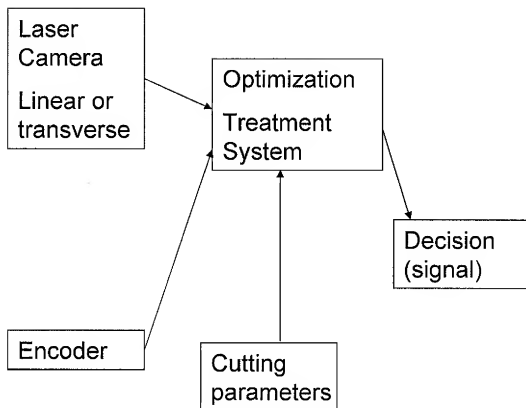 Laser
Camera
Linear or
transverse
Optimization
Treatment
System
Decision
(signal)
Encoder
Cutting
parameters